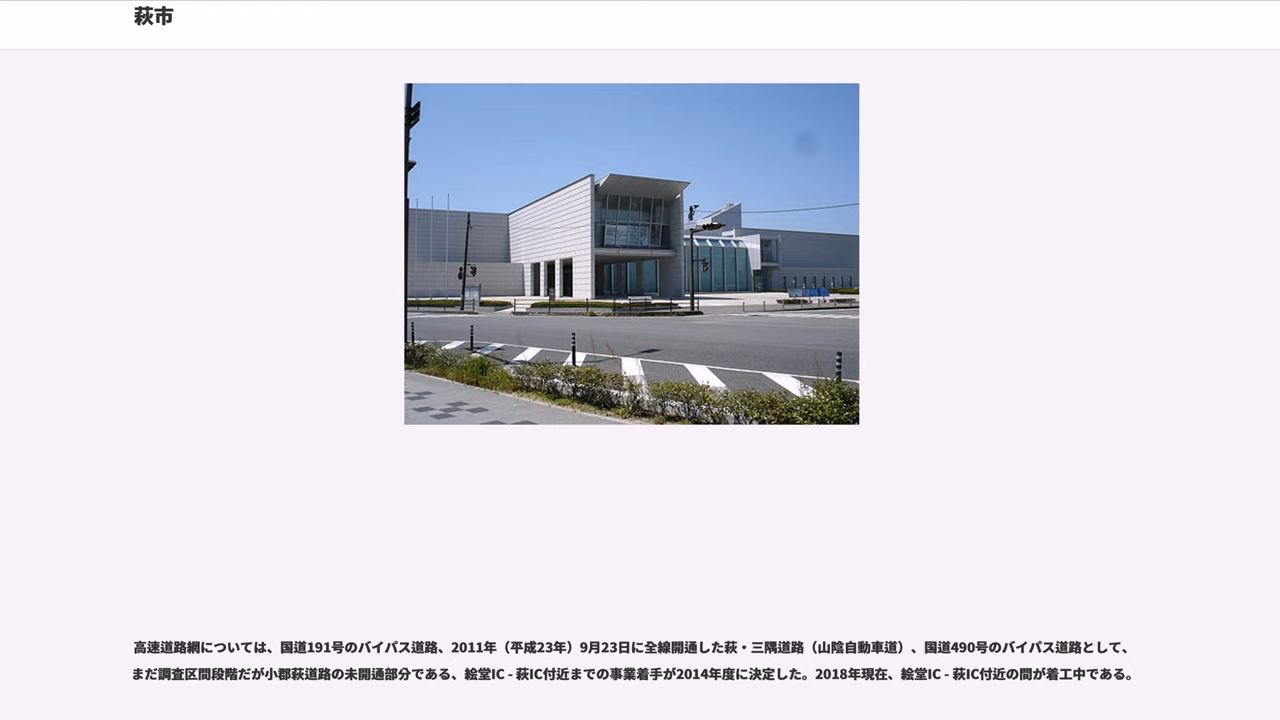 萩市
高速道路網については、国道191号のバイパス道路、2011年（平成23年）9月23日に全線開通した萩・三隅道路（山陰自動車道）、国道490号のバイパス道路として、
まだ調査区間段階だが小郡萩道路の未開通部分である、絵堂IC - 萩IC付近までの事業着手が2014年度に決定した。2018年現在、絵堂IC - 萩IC付近の間が着工中である。